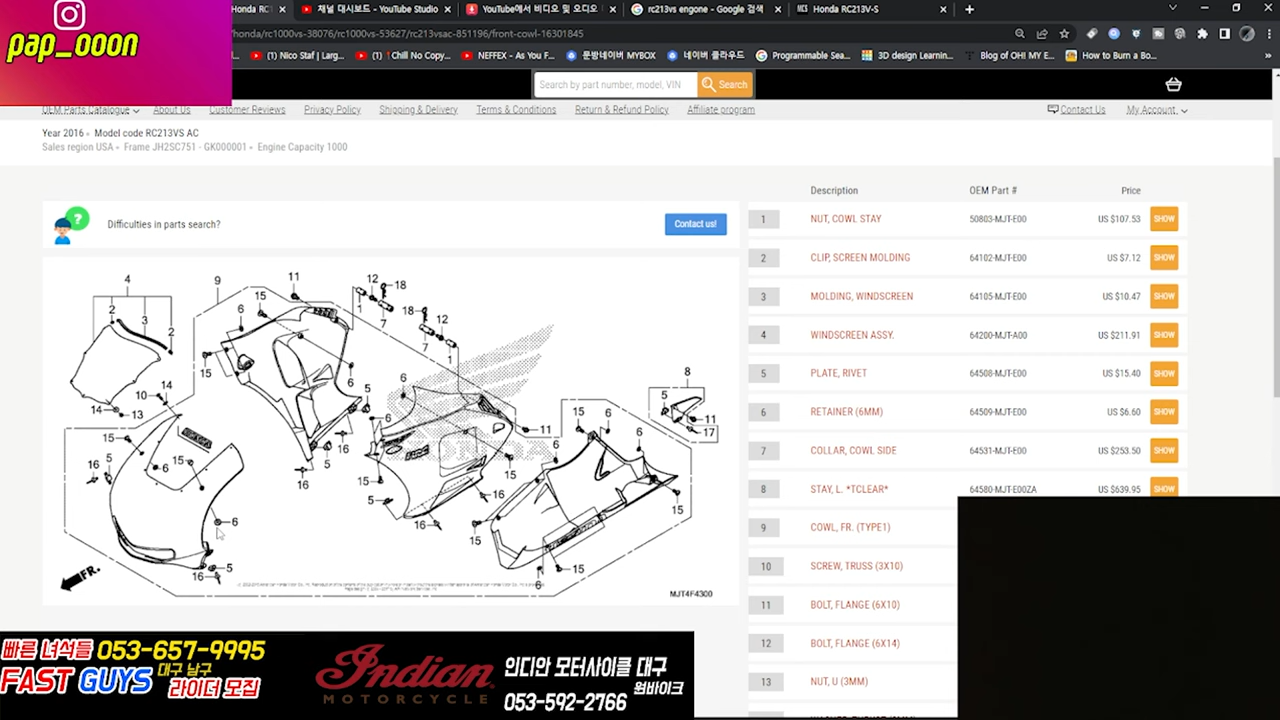 pap_ooon
Honda RC
채널 대시보드 - YouTube Studio
YouTube에서 비디오 및 오디오
rc213vs engone - Google 검색
Honda RC213V-S
/honda/rc1000vs-38076/rc1000vs-53627/rc213vsac-851196/front-cowl-16301845
(1) Nico Staf | Larg...
(1) ! Chill No Copy...
NEFFEX - As You F...
문방네이버 MYBOX
네이버 클라우드
Programmable Sea...
3D design Learnin...
Blog of OH! MY E...
How to Burn a Bo...
Search by part number, model, VIN
Search
OEM Parts Catalogue
About Us
Customer Reviews
Privacy Policy
Shipping & Delivery
Terms & Conditions
Return & Refund Policy
Affiliate program
Contact Us
My Account
Year 2016 Model code RC213VS AC
Sales region USA Frame JH2SC751 - GK000001 Engine Capacity 1000
Difficulties in parts search?
Contact us!
Description OEM Part # Price
1 NUT, COWL STAY 50803-MJT-E00 US $107.53 SHOW
2 CLIP, SCREEN MOLDING 64102-MJT-E00 US $7.12 SHOW
3 MOLDING, WINDSCREEN 64105-MJT-E00 US $10.47 SHOW
4 WINDSCREEN ASSY. 64200-MJT-A00 US $211.91 SHOW
5 PLATE, RIVET 64508-MJT-E00 US $15.40 SHOW
6 RETAINER (6MM) 64509-MJT-E00 US $6.60 SHOW
7 COLLAR, COWL SIDE 64531-MJT-E00 US $253.50 SHOW
8 STAY, L. *TCLEAR* 64580-MJT-E00ZA US $639.95 SHOW
9 COWL, FR. (TYPE1)
10 SCREW, TRUSS (3X10)
11 BOLT, FLANGE (6X10)
12 BOLT, FLANGE (6X14)
13 NUT, U (3MM)
FR.
MJT4F4300
빠른 녀석들 053-657-9995
FAST GUYS 대구 남구 라이더 모집
Indian
MOTORCYCLE
인디안 모터사이클 대구
053-592-2766 원바이크